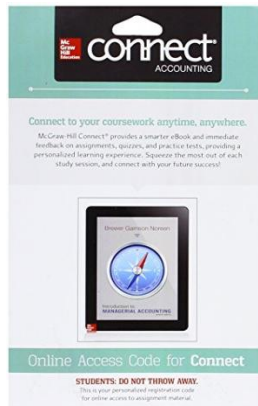 Mc
Graw
Hill
Education
connect®
ACCOUNTING
Connect to your coursework anytime, anywhere.
McGraw-Hill Connect® provides a smarter eBook and immediate
feedback on assignments, quizzes, and practice tests, providing a
personalized learning experience. Squeeze the most out of each
study session, and connect with your future success!
Brewer Garrison Noreen
Introduction to
MANAGERIAL ACCOUNTING
Online Access Code for Connect
STUDENTS: DO NOT THROW AWAY.
This is your personalized registration code
for online access to assignment material.